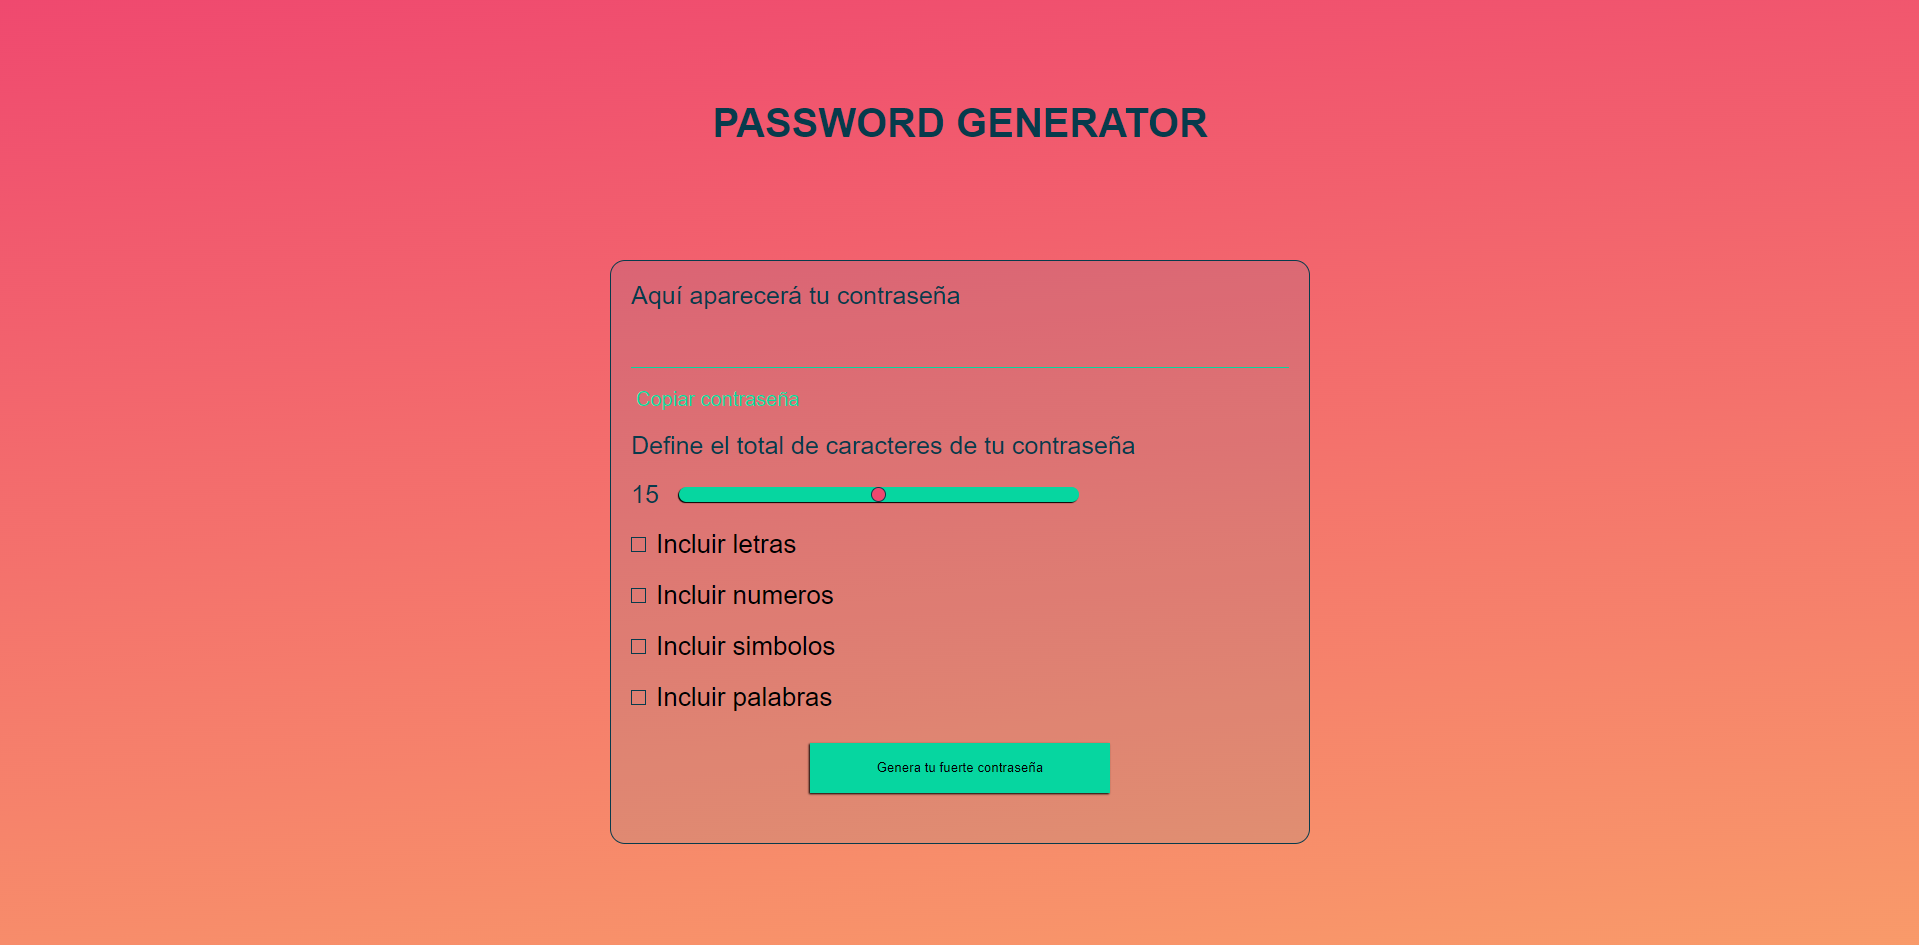 PASSWORD GENERATOR
Aquí aparecerá tu contraseña
Copiar contraseña
Define el total de caracteres de tu contraseña
15
Incluir letras
Incluir numeros
Incluir simbolos
Incluir palabras
Genera tu fuerte contraseña